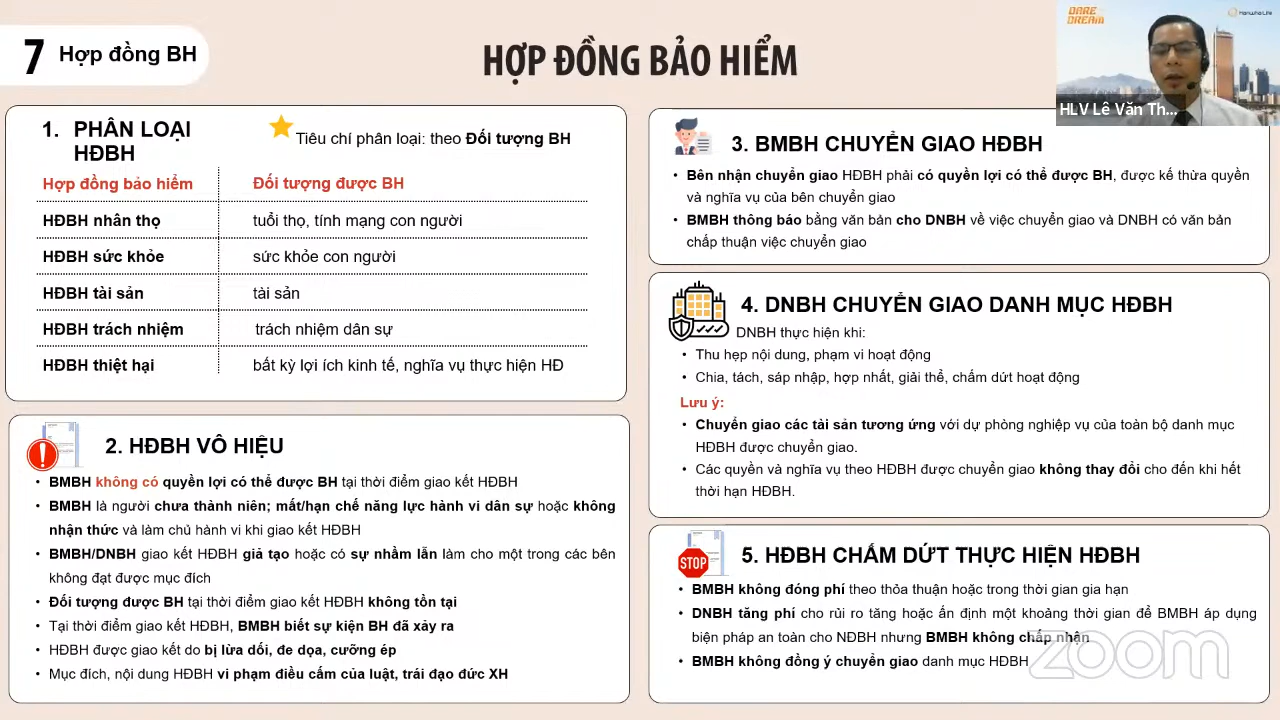 7 Hợp đồng BH
HỢP ĐỒNG BẢO HIỂM
DARE
DREAM
Hanwha Life
HLV Lê Văn Th...
1. PHÂN LOẠI
HĐBH
Tiêu chí phân loại: theo Đối tượng BH
Hợp đồng bảo hiểm Đối tượng được BH
HĐBH nhân thọ tuổi thọ, tính mạng con người
HĐBH sức khỏe sức khỏe con người
HĐBH tài sản tài sản
HĐBH trách nhiệm trách nhiệm dân sự
HĐBH thiệt hại bất kỳ lợi ích kinh tế, nghĩa vụ thực hiện HĐ
2. HĐBH VÔ HIỆU
• BMBH không có quyền lợi có thể được BH tại thời điểm giao kết HĐBH
• BMBH là người chưa thành niên; mất/hạn chế năng lực hành vi dân sự hoặc không
nhận thức và làm chủ hành vi khi giao kết HĐBH
• BMBH/DNBH giao kết HĐBH giả tạo hoặc có sự nhầm lẫn làm cho một trong các bên
không đạt được mục đích
• Đối tượng được BH tại thời điểm giao kết HĐBH không tồn tại
• Tại thời điểm giao kết HĐBH, BMBH biết sự kiện BH đã xảy ra
• HĐBH được giao kết do bị lừa dối, đe dọa, cưỡng ép
• Mục đích, nội dung HĐBH vi phạm điều cấm của luật, trái đạo đức XH
3. BMBH CHUYỂN GIAO HĐBH
• Bên nhận chuyển giao HĐBH phải có quyền lợi có thể được BH, được kế thừa quyền
và nghĩa vụ của bên chuyển giao
• BMBH thông báo bằng văn bản cho DNBH về việc chuyển giao và DNBH có văn bản
chấp thuận việc chuyển giao
4. DNBH CHUYỂN GIAO DANH MỤC HĐBH
DNBH thực hiện khi:
• Thu hẹp nội dung, phạm vi hoạt động
• Chia, tách, sáp nhập, hợp nhất, giải thể, chấm dứt hoạt động
Lưu ý:
• Chuyển giao các tài sản tương ứng với dự phòng nghiệp vụ của toàn bộ danh mục
HĐBH được chuyển giao.
• Các quyền và nghĩa vụ theo HĐBH được chuyển giao không thay đổi cho đến khi hết
thời hạn HĐBH.
STOP
5. HĐBH CHẤM DỨT THỰC HIỆN HĐBH
• BMBH không đóng phí theo thỏa thuận hoặc trong thời gian gia hạn
• DNBH tăng phí cho rủi ro tăng hoặc ấn định một khoảng thời gian để BMBH áp dụng
biện pháp an toàn cho NĐBH nhưng BMBH không chấp nhận
• BMBH không đồng ý chuyển giao danh mục HĐBH
zoom